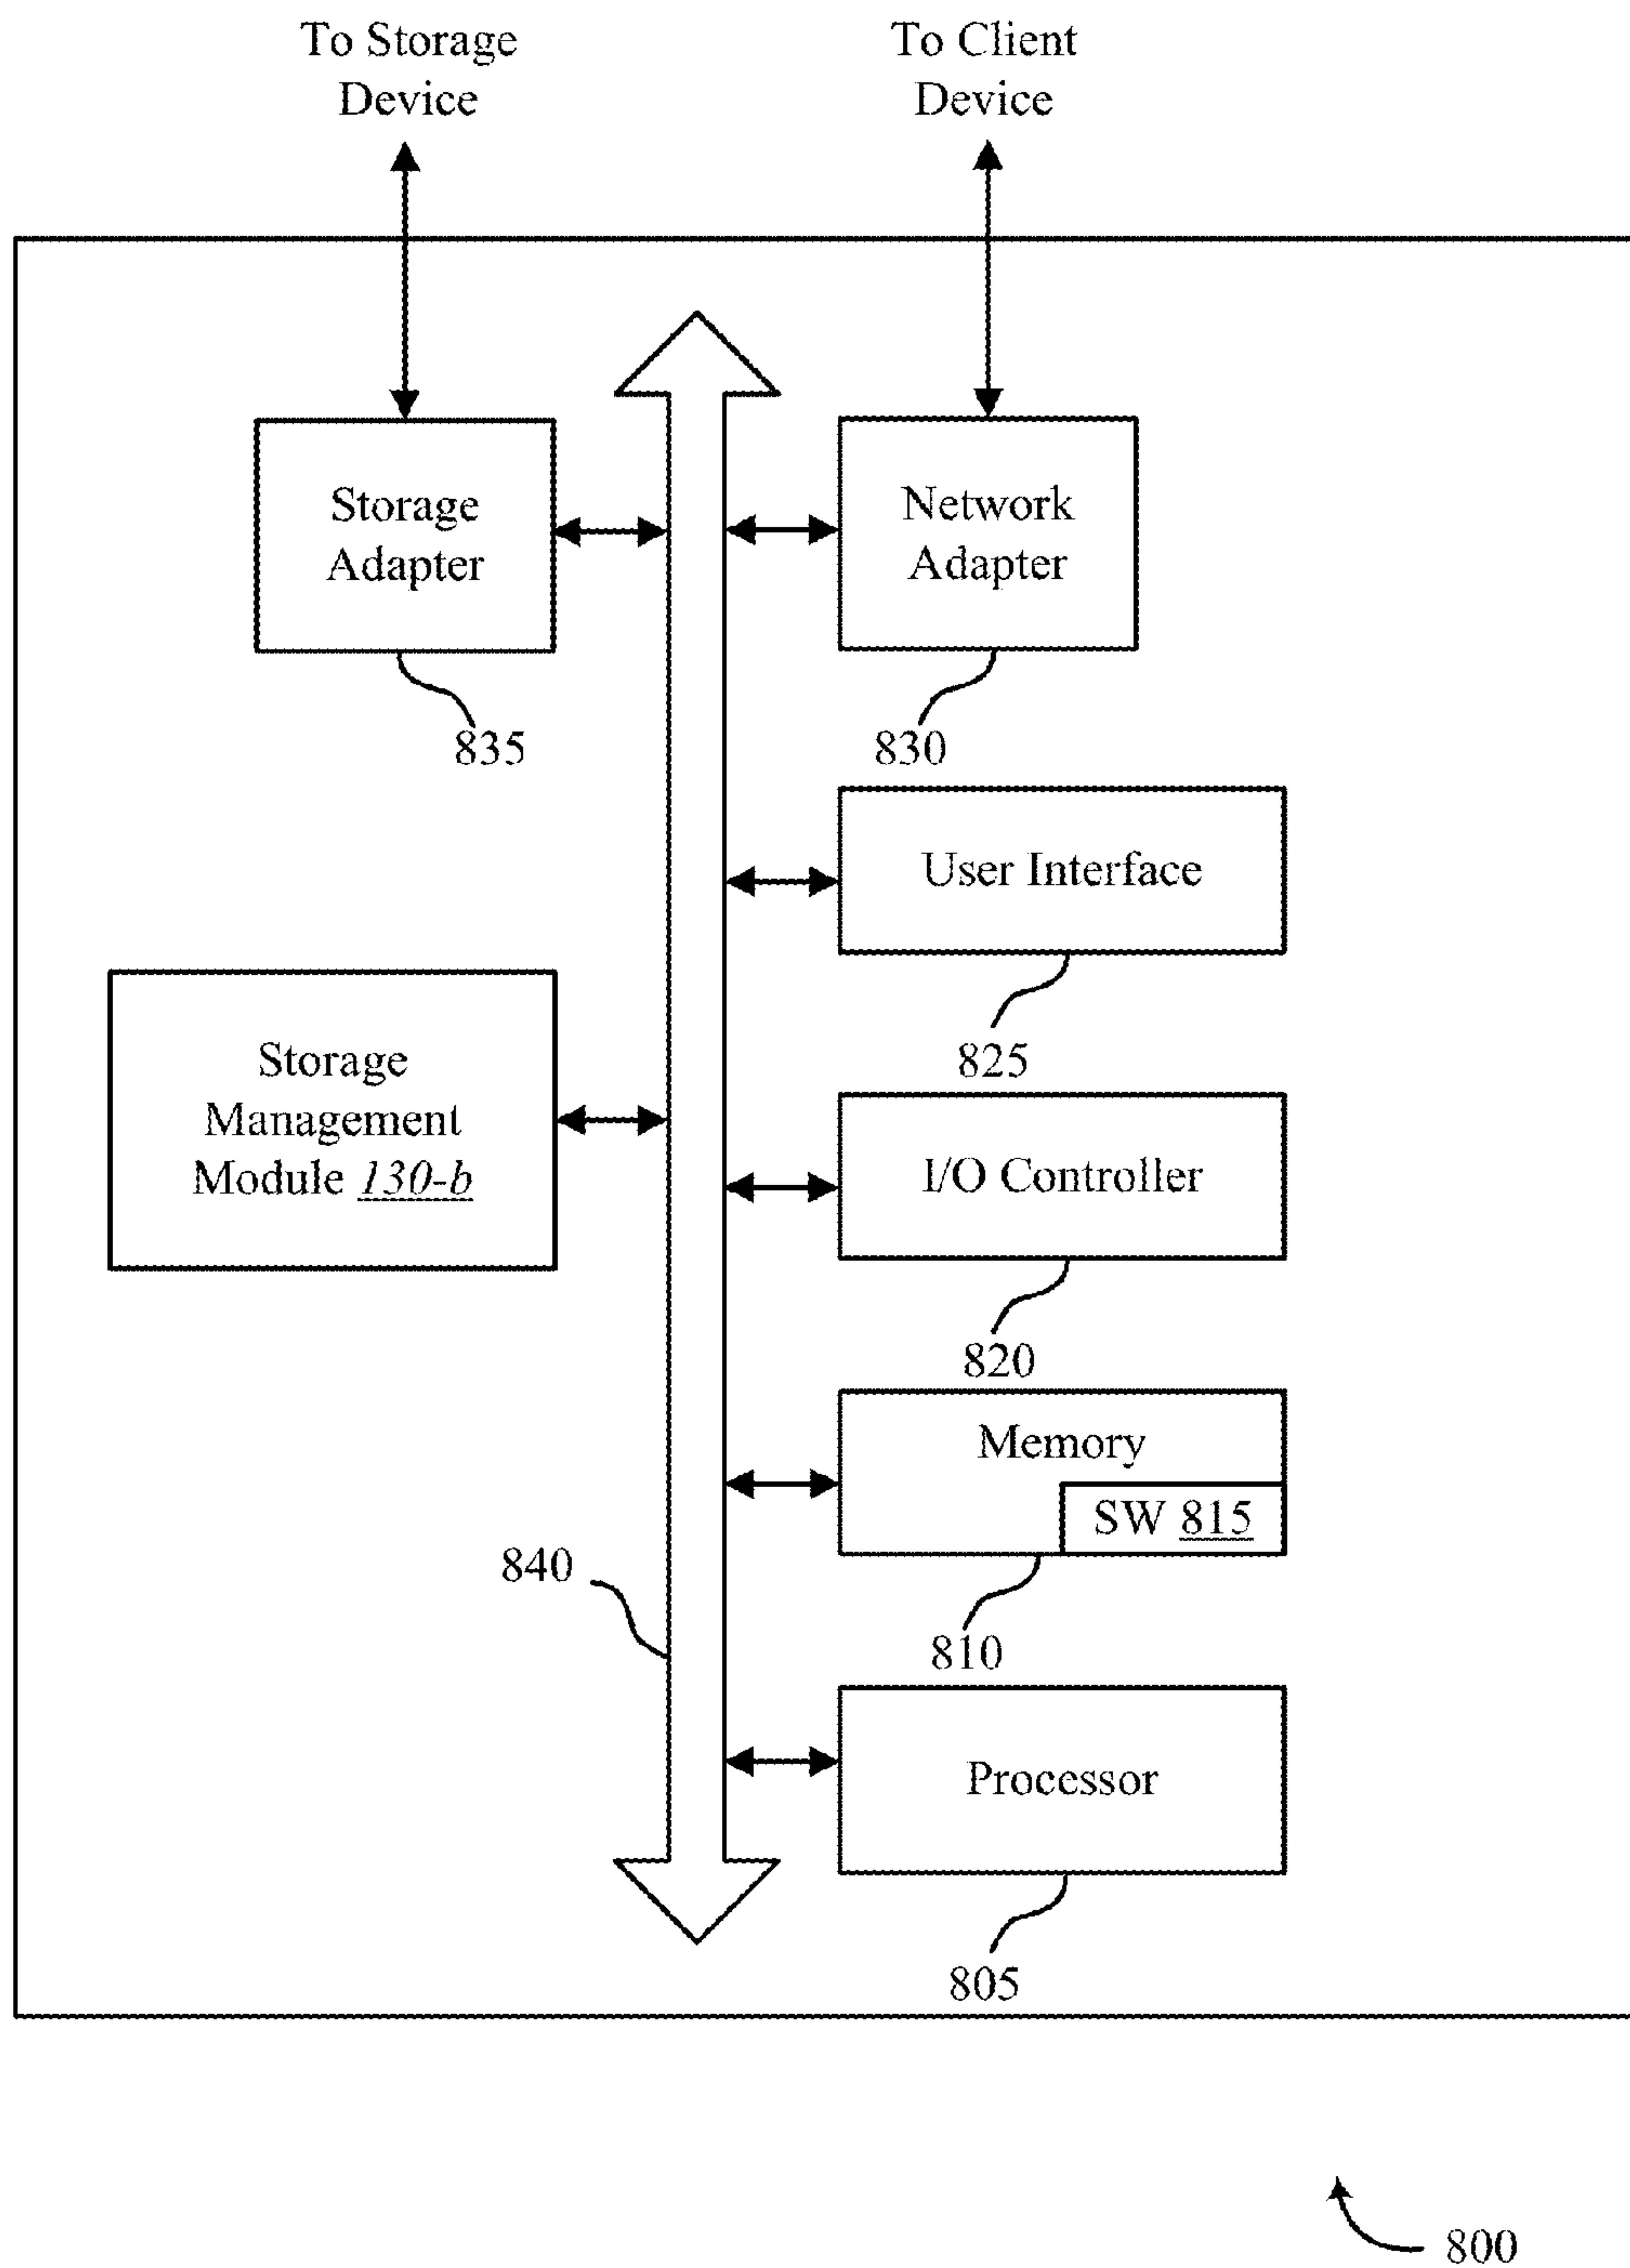 To Storage
Device
To Client
Device
Storage
Adapter
Network
Adapter
835
830
User Interface
825
Storage
Management
Module 130-b
I/O Controller
820
Memory
SW 815
840
810
Processor
805
800